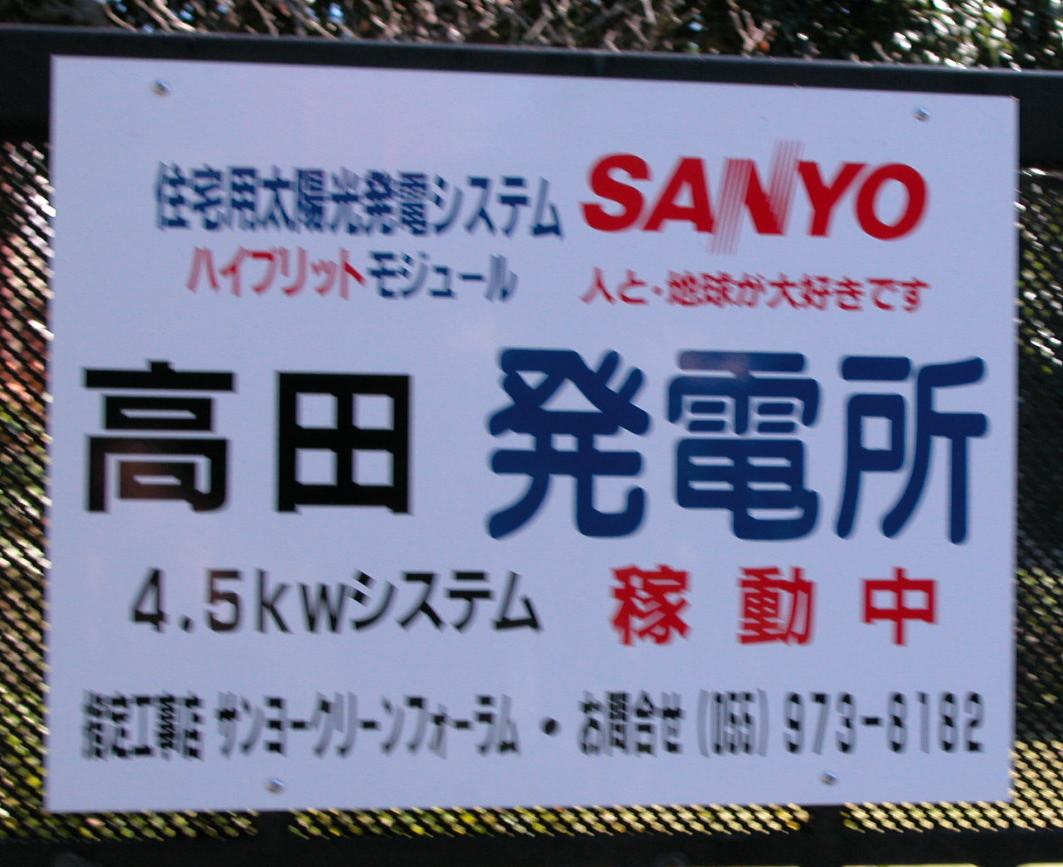 住宅用太陽光発電システム SANYO
ハイブリットモジュール 人と・地球が大好きです
高田 発電所
4.5kwシステム 稼動中
指定工事店 サンヨークリーンフォーラム・お問合せ(055)973-8182